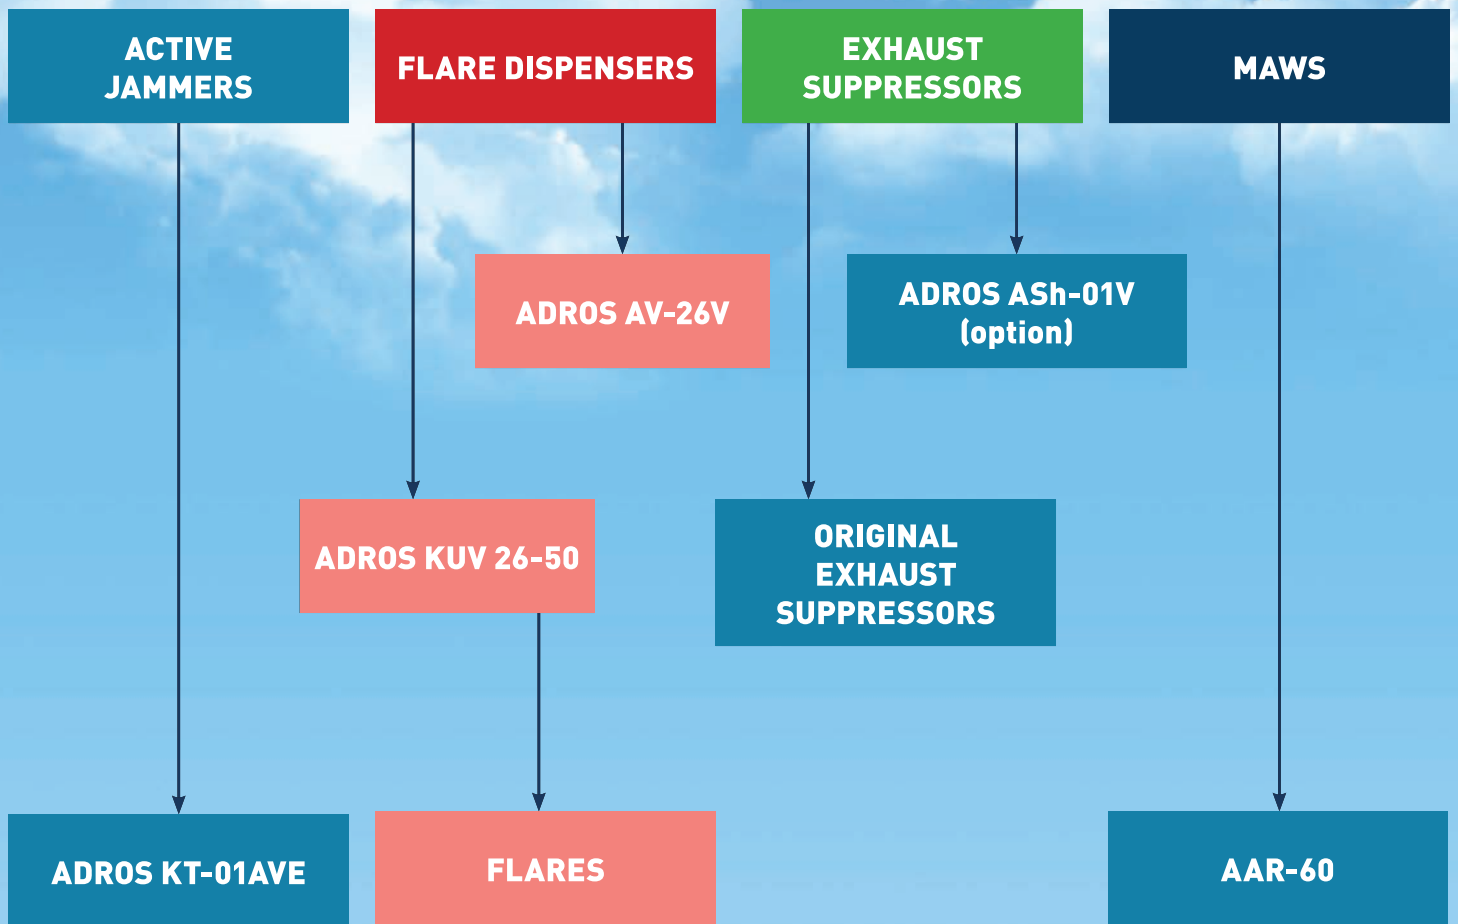 ACTIVE
JAMMERS
FLARE DISPENSERS
EXHAUST
SUPPRESSORS
MAWS
ADROS AV-26V
ADROS ASh-01V
(option)
ADROS KUV 26-50
ORIGINAL
EXHAUST
SUPPRESSORS
ADROS KT-01AVE
FLARES
AAR-60